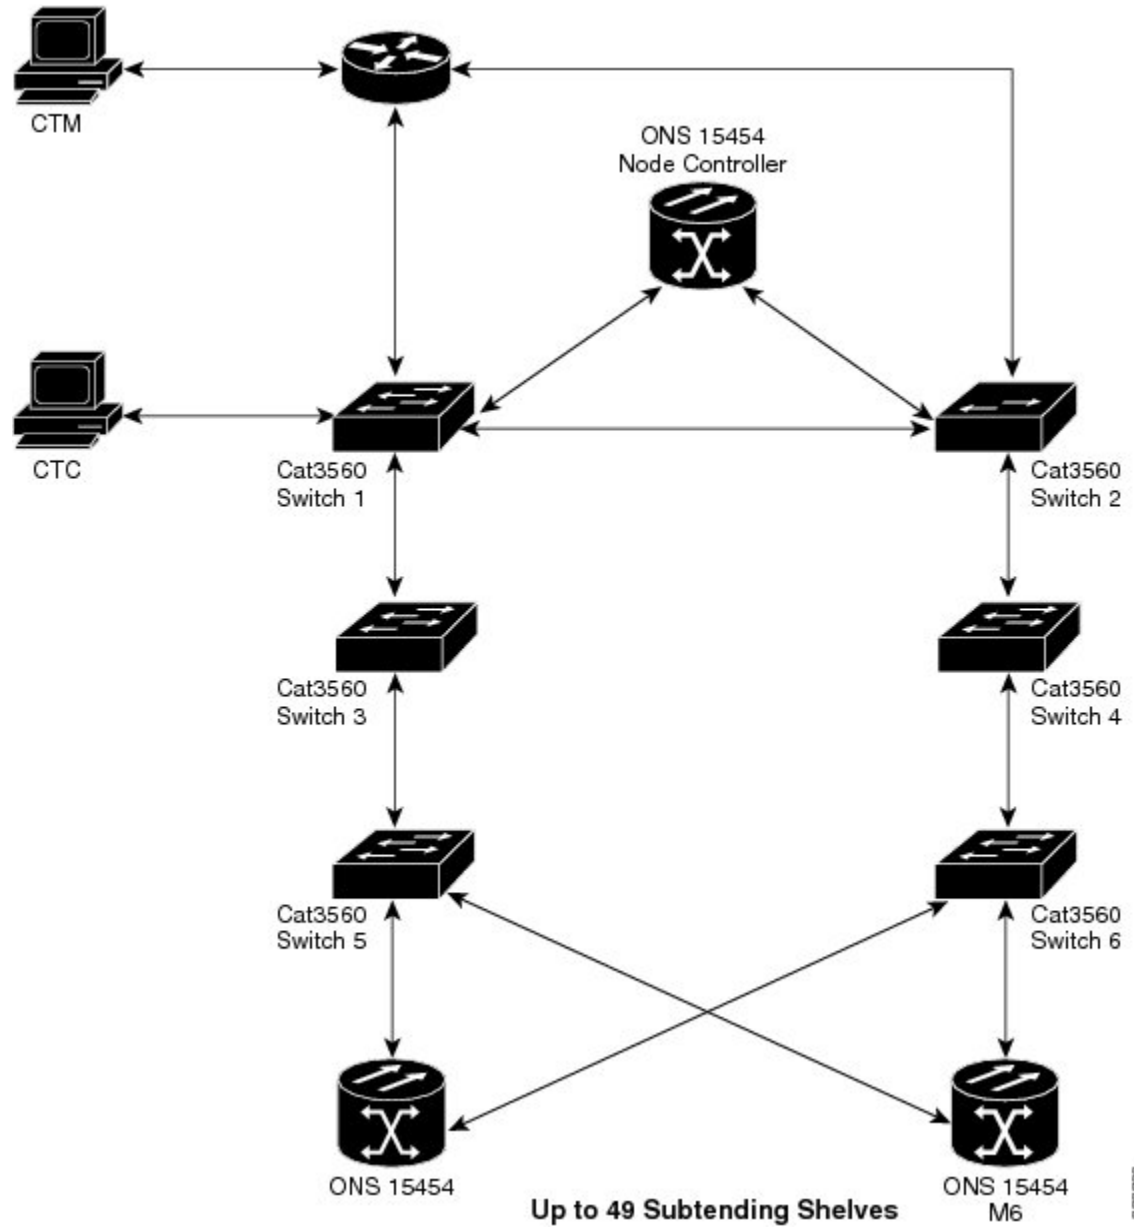 CTM
ONS 15454
Node Controller
CTC
Cat3560
Switch 1
Cat3560
Switch 2
Cat3560
Switch 3
Cat3560
Switch 4
Cat3560
Switch 5
Cat3560
Switch 6
ONS 15454
ONS 15454
M6
Up to 49 Subtending Shelves